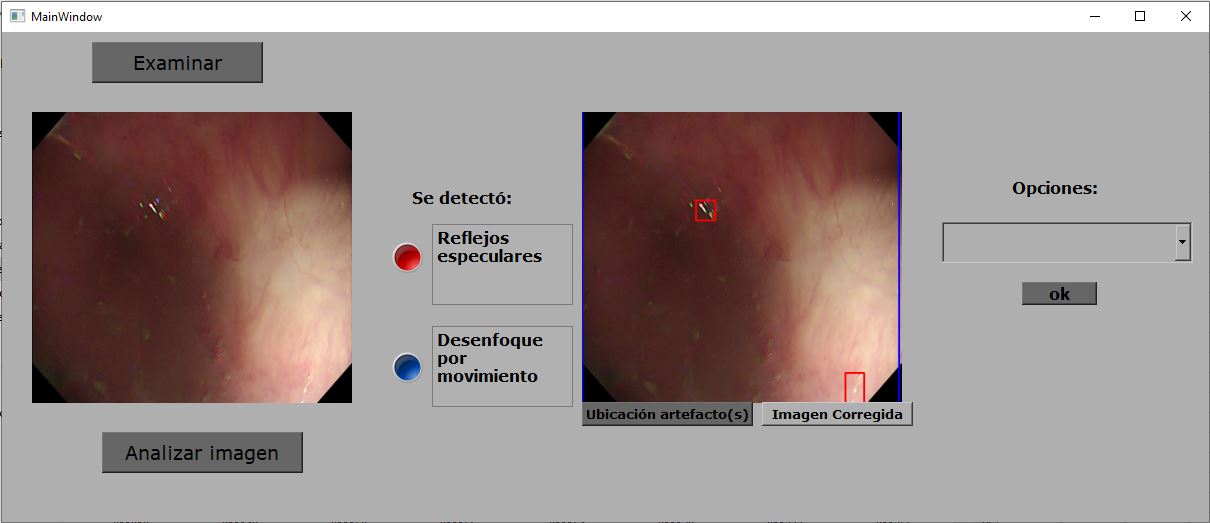 MainWindow
Examinar
Se detectó:
Reflejos
especulares
Desenfoque
por
movimiento
Opciones:
ok
Ubicación artefacto(s)
Imagen Corregida
Analizar imagen